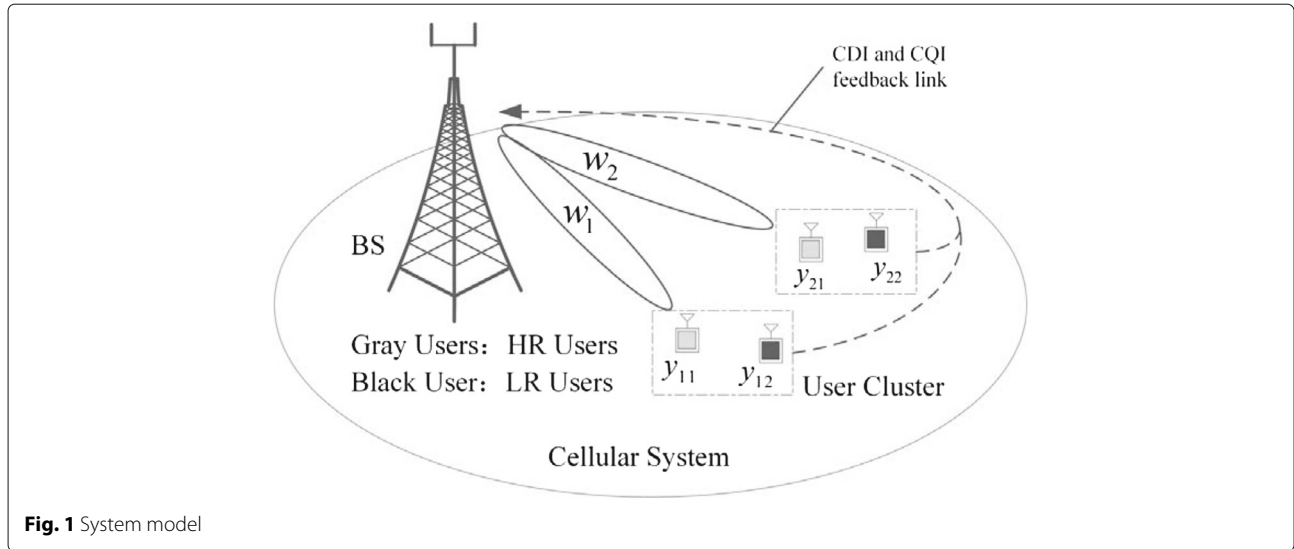 CDI and CQI
feedback link
w₂
w₁
BS
y₂₁
y₂₂
Gray Users: HR Users
y₁₁
y₁₂
Black User: LR Users
User Cluster
Cellular System
Fig. 1 System model